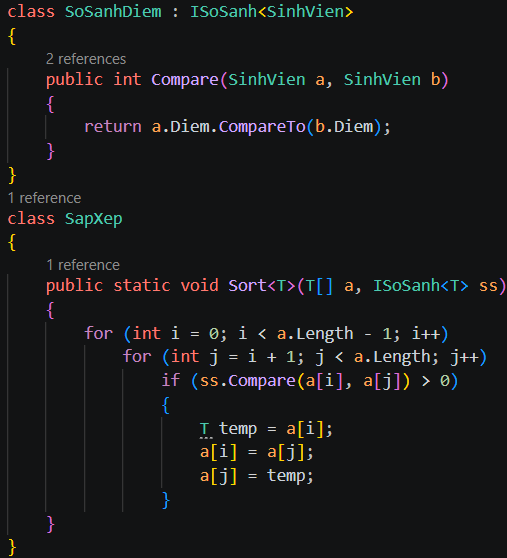 class SoSanhDiem : ISoSanh<SinhVien>
{
2 references
public int Compare(SinhVien a, SinhVien b)
{
return a.Diem.CompareTo(b.Diem);
}
}
1 reference
class SapXep
{
1 reference
public static void Sort<T>(T[] a, ISoSanh<T> ss)
{
for (int i = 0; i < a.Length - 1; i++)
for (int j = i + 1; j < a.Length; j++)
if (ss.Compare(a[i], a[j]) > 0)
{
T temp = a[i];
a[i] = a[j];
a[j] = temp;
}
}
}